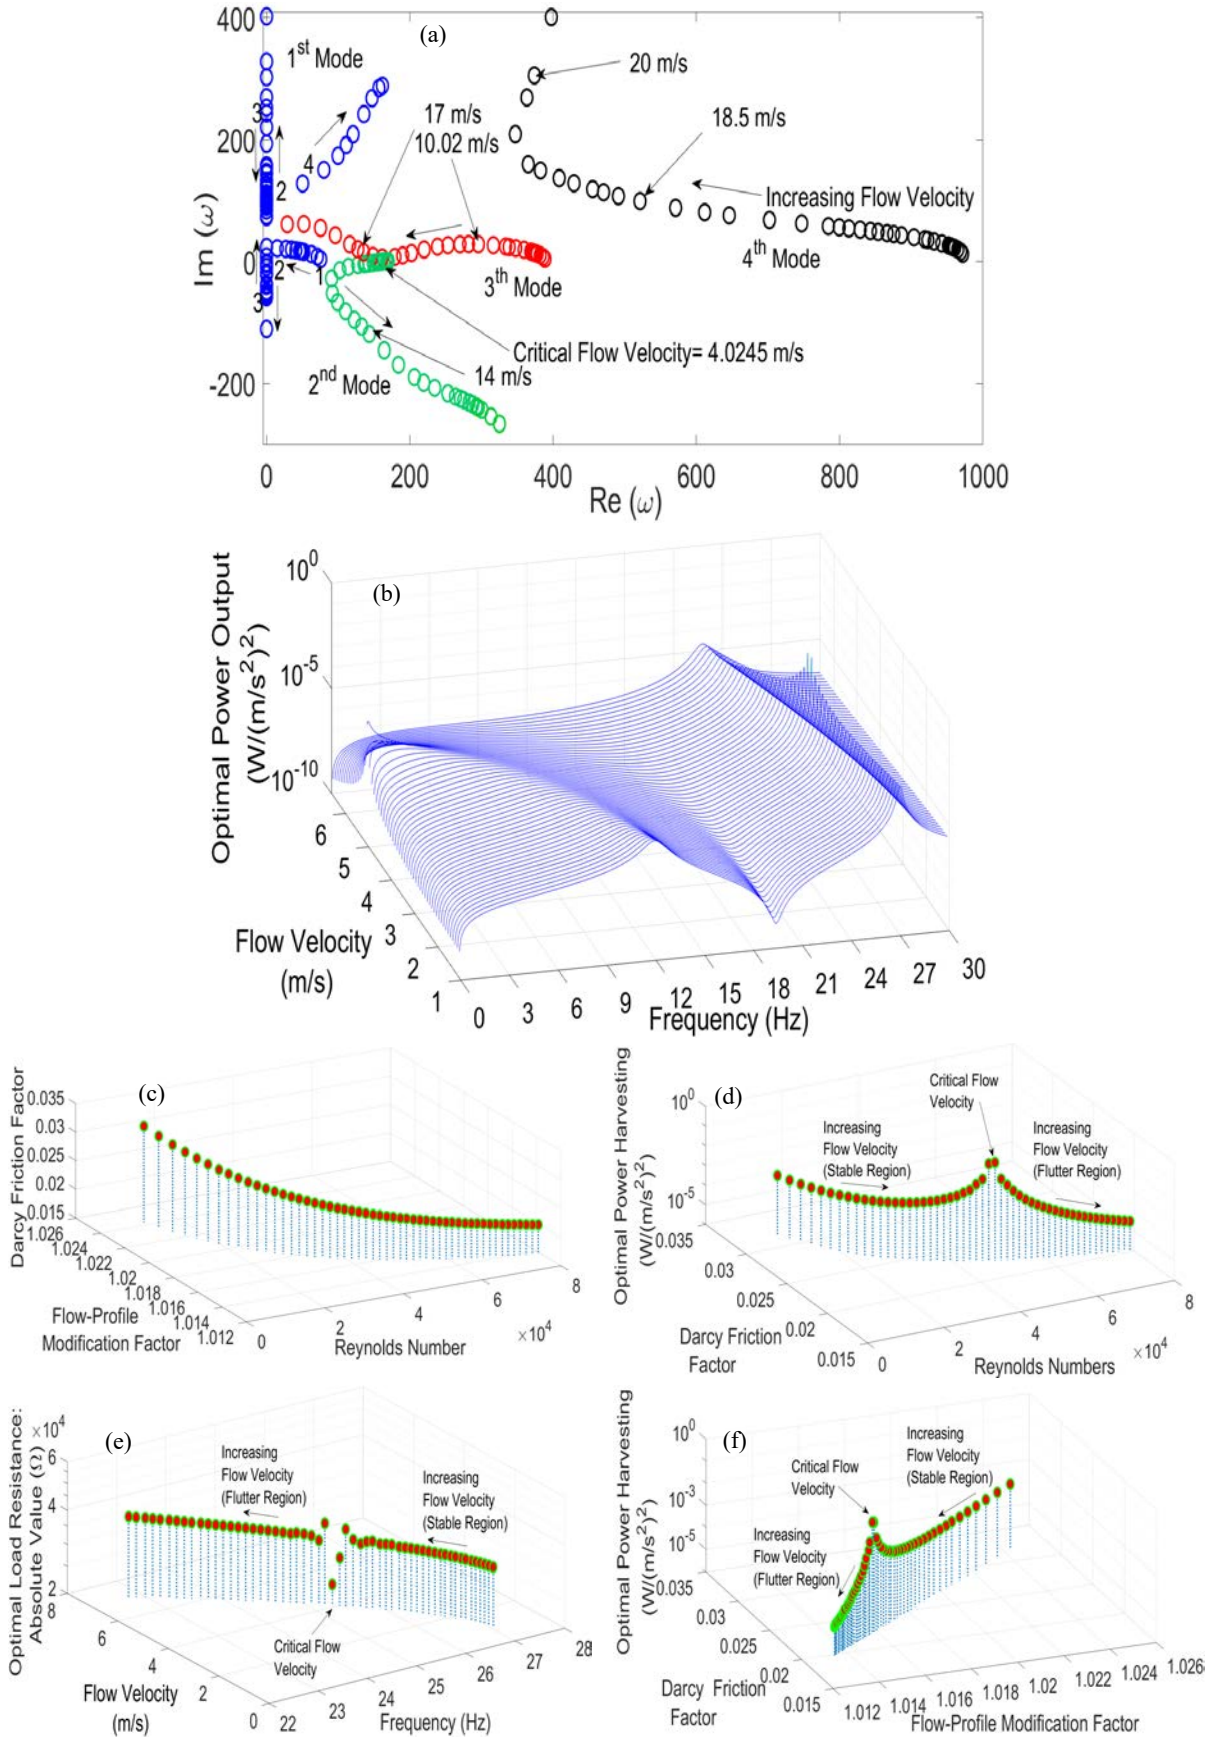 (a)
400
200
0
-200
Im (ω)
1st Mode
3
2
4
2
1
3
17 m/s
10.02 m/s
20 m/s
18.5 m/s
Increasing Flow Velocity
4th Mode
3th Mode
Critical Flow Velocity= 4.0245 m/s
14 m/s
2nd Mode
0 200 400 600 800 1000
Re (ω)
(b)
Optimal Power Output
(W/(m/s²)²)
10^0
10^-5
10^-10
6
5
4
3
2
1
Flow Velocity
(m/s)
0 3 6 9 12 15 18 21 24 27 30
Frequency (Hz)
(c)
Darcy Friction Factor
0.035
0.03
0.025
0.02
0.015
1.026
1.024
1.022
1.02
1.018
1.016
1.014
1.012
Flow-Profile
Modification Factor
0 2 4 6 8
×10^4
Reynolds Number
(d)
Optimal Power Harvesting
(W/(m/s²)²)
10^0
10^-5
Critical Flow
Velocity
Increasing
Flow Velocity
(Stable Region)
Increasing
Flow Velocity
(Flutter Region)
0.035
0.03
0.025
0.02
0.015
Darcy Friction
Factor
0 2 4 6 8
×10^4
Reynolds Numbers
(e)
Optimal Load Resistance:
Absolute Value (Ω)
×10^4
6
4
2
Increasing
Flow Velocity
(Flutter Region)
Increasing
Flow Velocity
(Stable Region)
Critical Flow
Velocity
8
6
4
2
0
Flow Velocity
(m/s)
22 23 24 25 26 27 28
Frequency (Hz)
(f)
Optimal Power Harvesting
(W/(m/s²)²)
10^0
10^-3
10^-5
Critical Flow
Velocity
Increasing
Flow Velocity
(Stable Region)
Increasing
Flow Velocity
(Flutter Region)
0.035
0.03
0.025
0.02
0.015
Darcy Friction
Factor
1.012 1.014 1.016 1.018 1.02 1.022 1.024 1.026
Flow-Profile Modification Factor